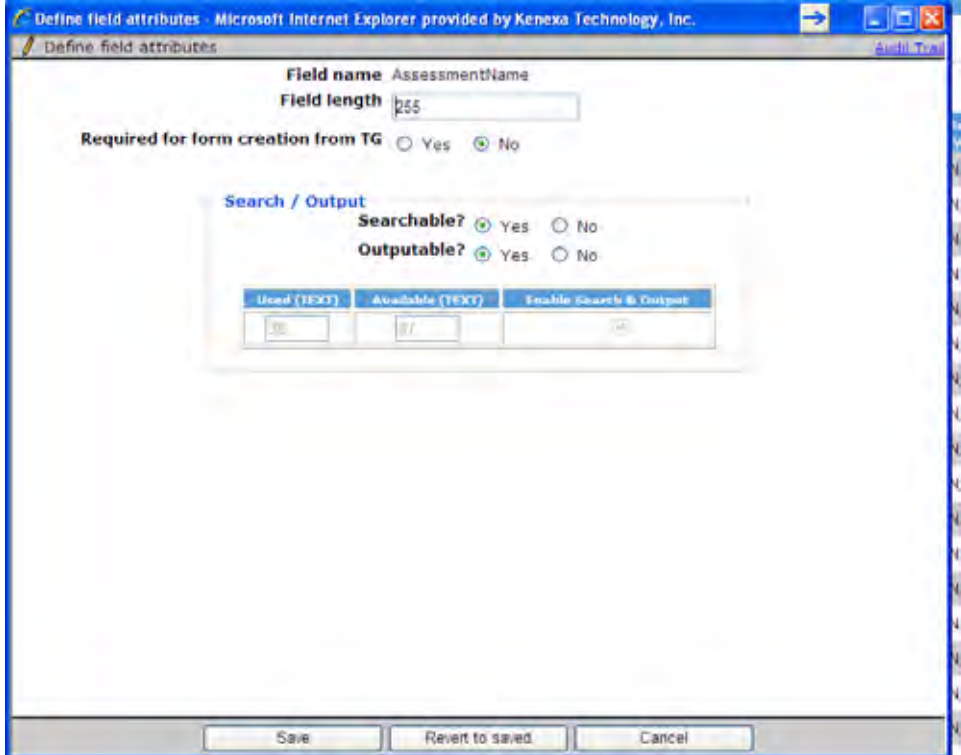 Define field attributes - Microsoft Internet Explorer provided by Kenexa Technology, Inc.
Define field attributes
Audit Trail
Field name AssessmentName
Field length 255
Required for form creation from TG Yes No
Search / Output
Searchable? Yes No
Outputable? Yes No
Used (TEXT) Available (TEXT) Enable Search & Output
Save Revert to saved Cancel